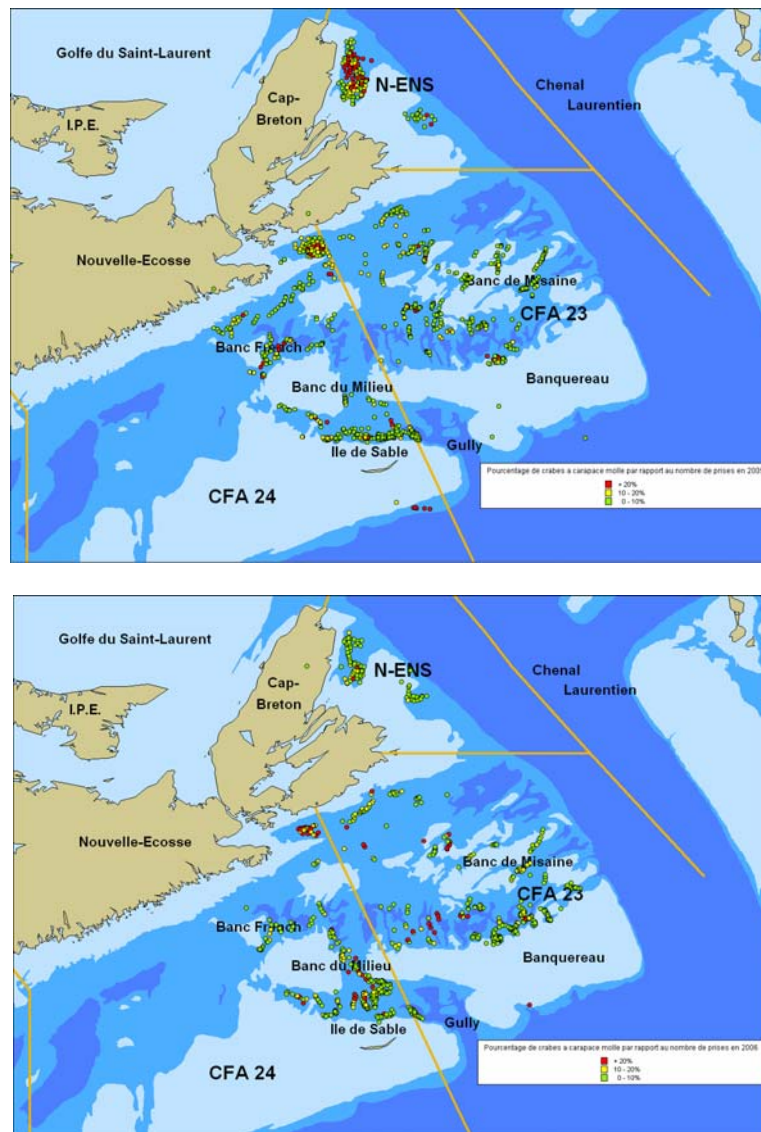 Golfe du Saint-Laurent
N-ENS
Chenal
Laurentien
Cap-
Breton
I.P.E.
Nouvelle-Ecosse
Banc de Misaine
CFA 23
Banc French
Banc du Milieu
Banquereau
Ile de Sable
Gully
CFA 24
Pourcentage de crabes a carapace molle par rapport au nombre de prises en 2005
+ 20%
10 - 20%
0 - 10%
Golfe du Saint-Laurent
N-ENS
Chenal
Laurentien
Cap-
Breton
I.P.E.
Nouvelle-Ecosse
Banc de Misaine
CFA 23
Banc French
Banc du Milieu
Banquereau
Ile de Sable
Gully
CFA 24
Pourcentage de crabes a carapace molle par rapport au nombre de prises en 2006
+ 20%
10 - 20%
0 - 10%